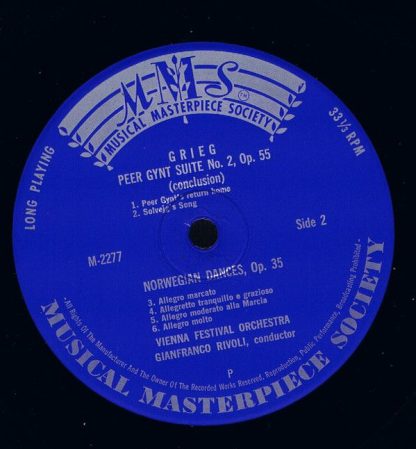 MMS
TM
MUSICAL MASTERPIECE SOCIETY
LONG PLAYING
33 1/3 RPM
GRIEG
PEER GYNT SUITE No. 2, Op. 55
(conclusion)
1. Peer Gynt's return home
2. Solvejg's Song
M-2277
Side 2
NORWEGIAN DANCES, Op. 35
3. Allegro marcato
4. Allegretto tranquillo e grazioso
5. Allegro moderato alla Marcia
6. Allegro molto
VIENNA FESTIVAL ORCHESTRA
GIANFRANCO RIVOLI, conductor
P
- All Rights Of The Manufacturer And The Owner Of The Recorded Works Reserved, Reproduction, Public Performance, Broadcasting Prohibited -
MUSICAL MASTERPIECE SOCIETY